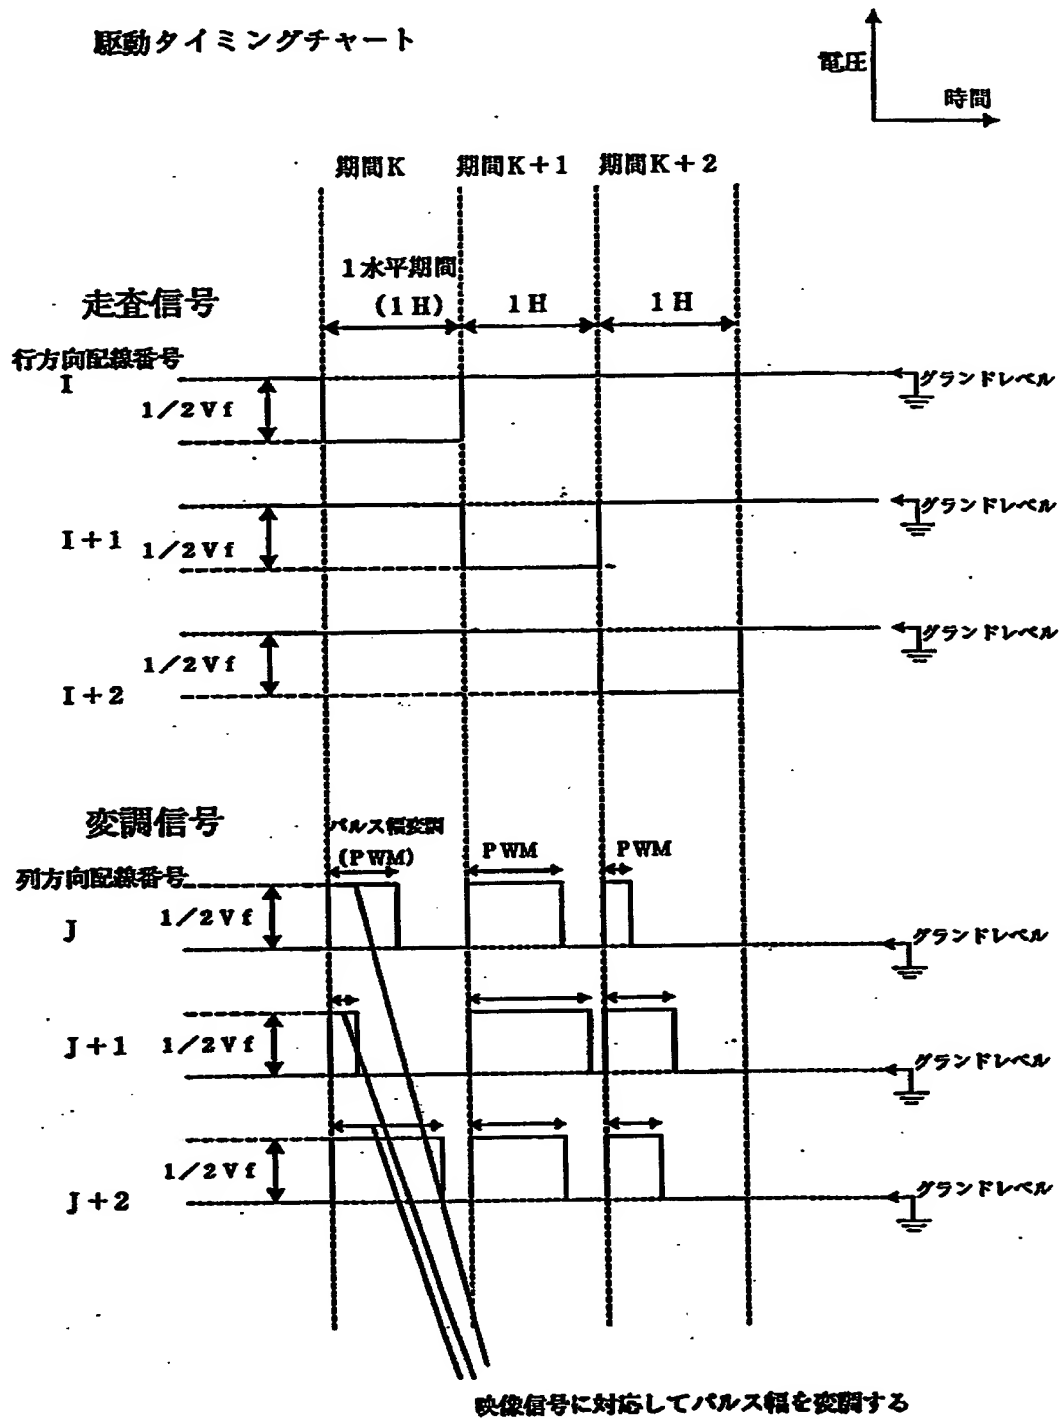 駆動タイミングチャート
電圧
時間
期間K 期間K+1 期間K+2
1水平期間
(1H) 1H 1H
走査信号
行方向配線番号
I
1/2Vf
グランドレベル
I+1
1/2Vf
グランドレベル
I+2
1/2Vf
グランドレベル
変調信号
パルス幅変調
(PWM) PWM PWM
列方向配線番号
J
1/2Vf
グランドレベル
J+1
1/2Vf
グランドレベル
J+2
1/2Vf
グランドレベル
映像信号に対応してパルス幅を変調する